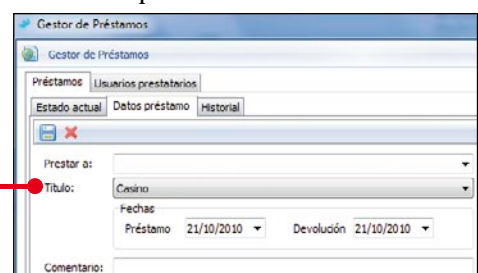 Gestor de Préstamos
Gestor de Préstamos
Préstamos Usuarios prestatarios
Estado actual Datos préstamo Historial
Prestar a:
Título: Casino
Fechas
Préstamo 21/10/2010 Devolución 21/10/2010
Comentario: